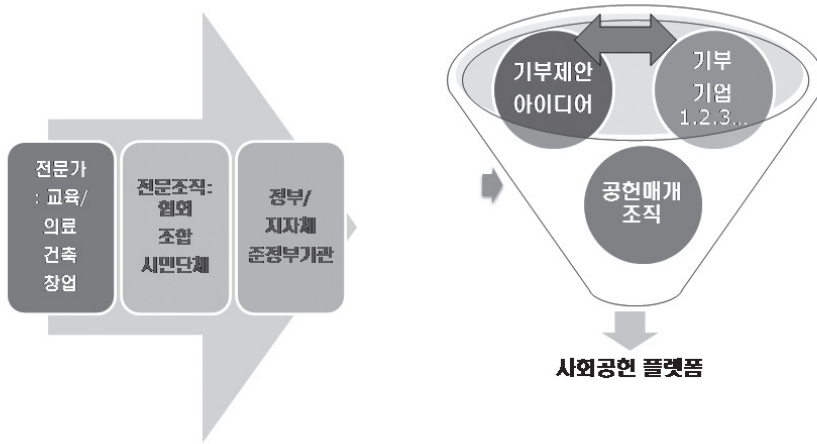 전문가
: 교육/
의료
건축
창업
전문조직:
협회
조합
시민단체
정부/
지자체
준정부기관
기부제안
아이디어
기부
기업
1.2.3...
공헌매개
조직
사회공헌 플랫폼